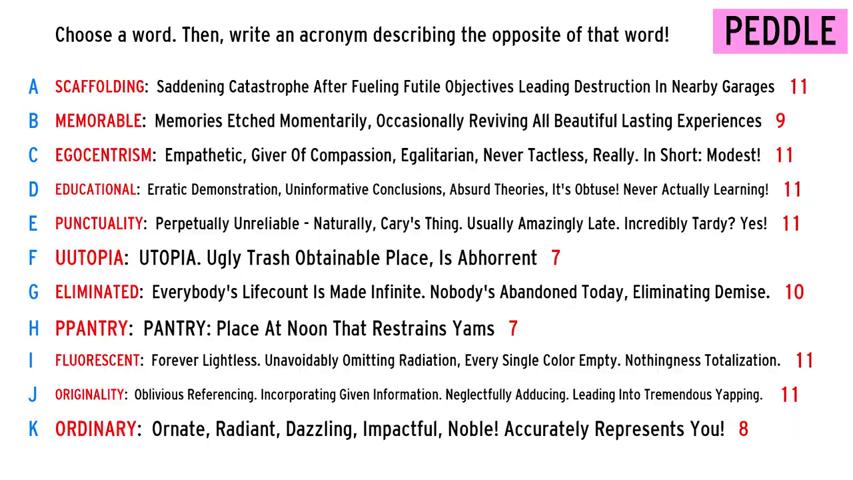 Choose a word. Then, write an acronym describing the opposite of that word!
PEDDLE
A SCAFFOLDING: Saddening Catastrophe After Fueling Futile Objectives Leading Destruction In Nearby Garages 11
B MEMORABLE: Memories Etched Momentarily, Occasionally Reviving All Beautiful Lasting Experiences 9
C EGOCENTRISM: Empathetic, Giver Of Compassion, Egalitarian, Never Tactless, Really. In Short: Modest! 11
D EDUCATIONAL: Erratic Demonstration, Uninformative Conclusions, Absurd Theories, It's Obtuse! Never Actually Learning! 11
E PUNCTUALITY: Perpetually Unreliable - Naturally, Cary's Thing. Usually Amazingly Late. Incredibly Tardy? Yes! 11
F UUTOPIA: UTOPIA. Ugly Trash Obtainable Place, Is Abhorrent 7
G ELIMINATED: Everybody's Lifecount Is Made Infinite. Nobody's Abandoned Today, Eliminating Demise. 10
H PPANTRY: PANTRY: Place At Noon That Restrains Yams 7
I FLUORESCENT: Forever Lightless. Unavoidably Omitting Radiation, Every Single Color Empty. Nothingness Totalization. 11
J ORIGINALITY: Oblivious Referencing. Incorporating Given Information. Neglectfully Adducing. Leading Into Tremendous Yapping. 11
K ORDINARY: Ornate, Radiant, Dazzling, Impactful, Noble! Accurately Represents You! 8